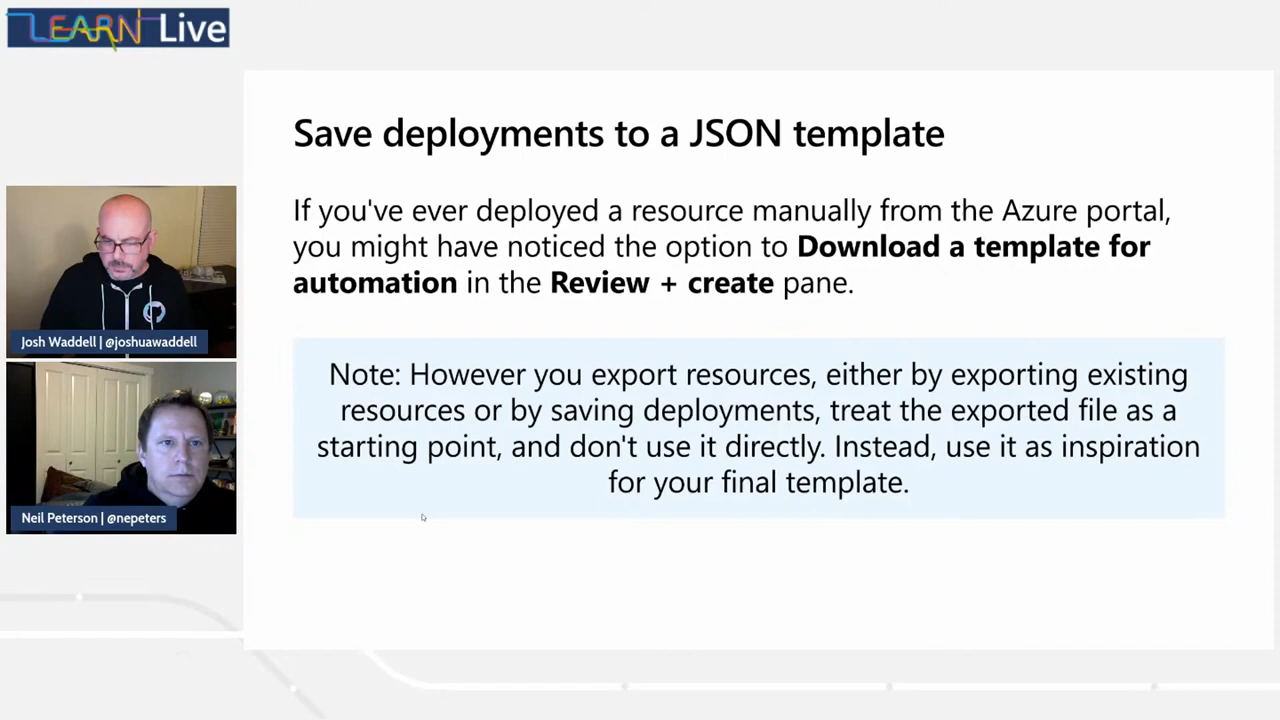 LEARN Live
Save deployments to a JSON template
If you've ever deployed a resource manually from the Azure portal,
you might have noticed the option to Download a template for
automation in the Review + create pane.
Note: However you export resources, either by exporting existing
resources or by saving deployments, treat the exported file as a
starting point, and don't use it directly. Instead, use it as inspiration
for your final template.
Josh Waddell | @joshuawaddell
Neil Peterson | @nepeters